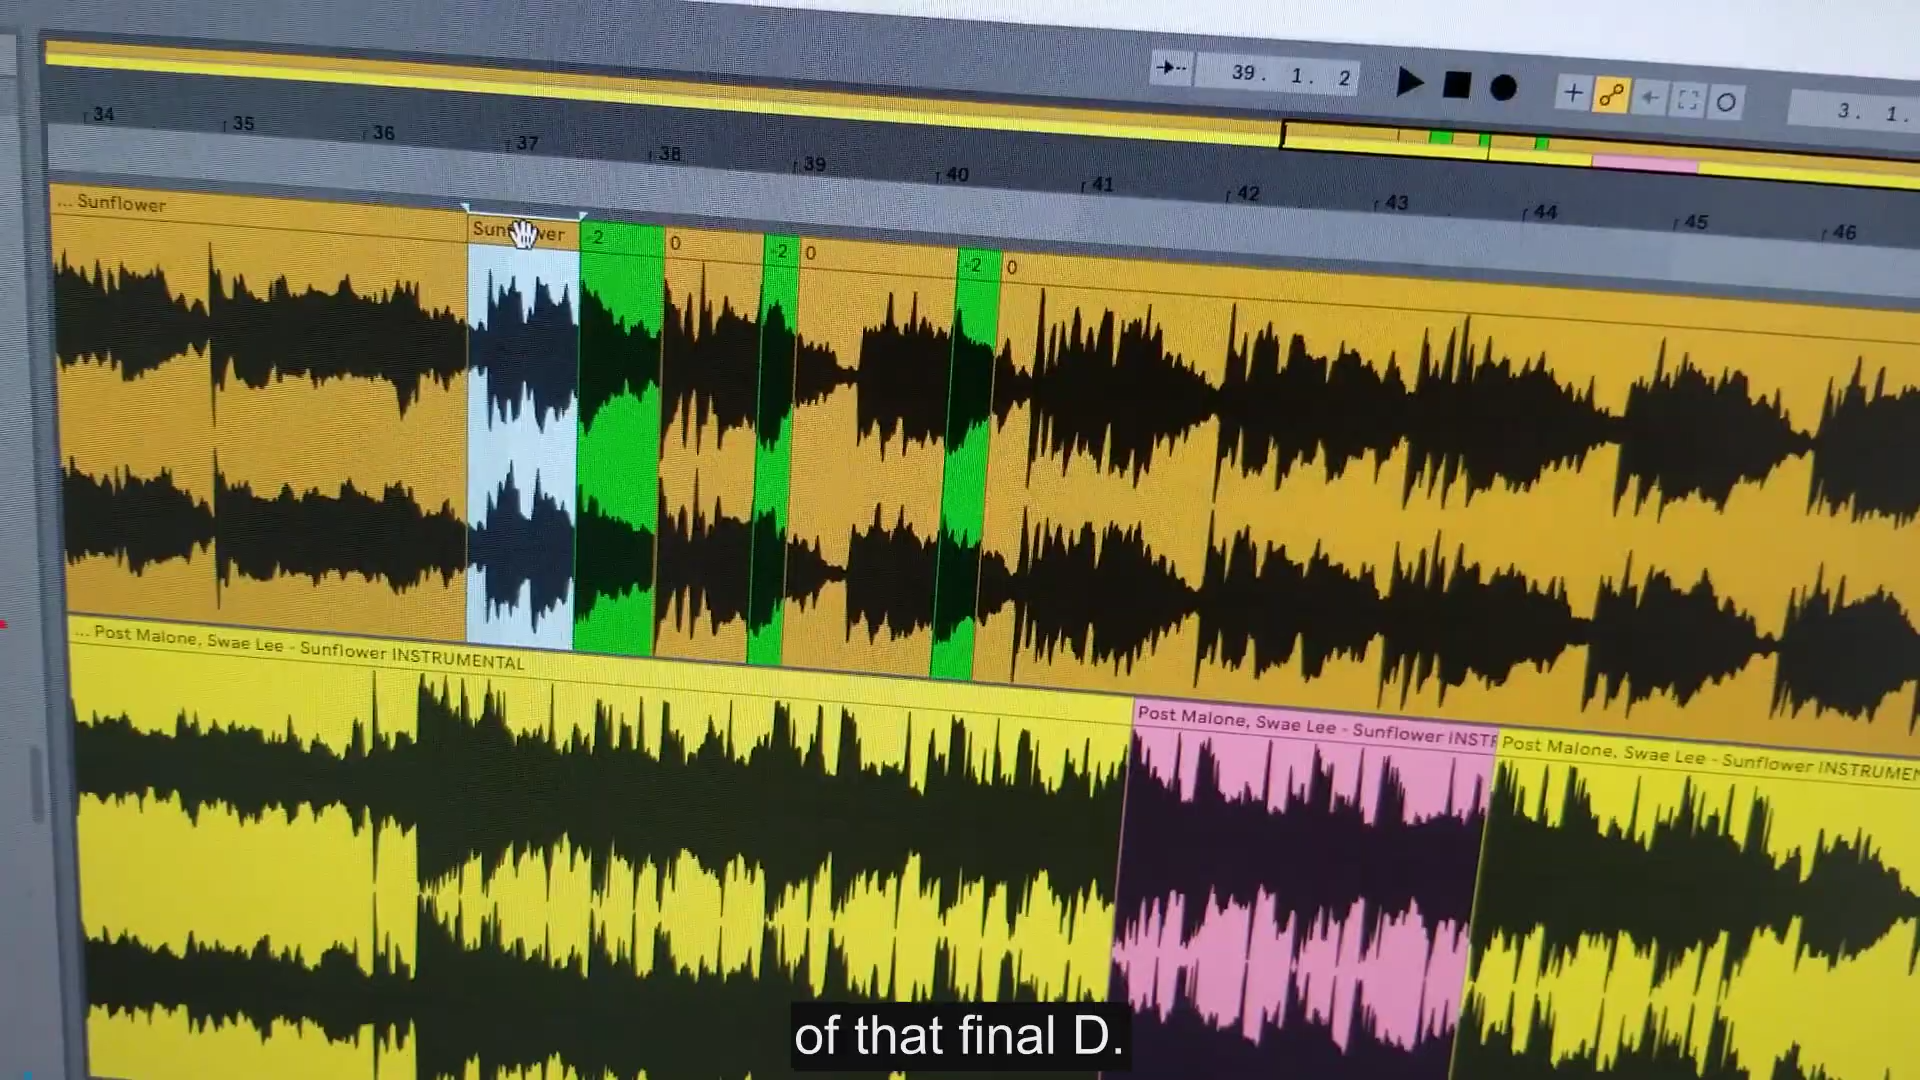 39. 1. 2
3. 1.
34 35 36 37 38 39 40 41 42 43 44 45 46
... Sunflower
Sunflower
-2 0 -2 0 -2 0
... Post Malone, Swae Lee - Sunflower INSTRUMENTAL
Post Malone, Swae Lee - Sunflower INSTR
Post Malone, Swae Lee - Sunflower INSTRUMEN
of that final D.